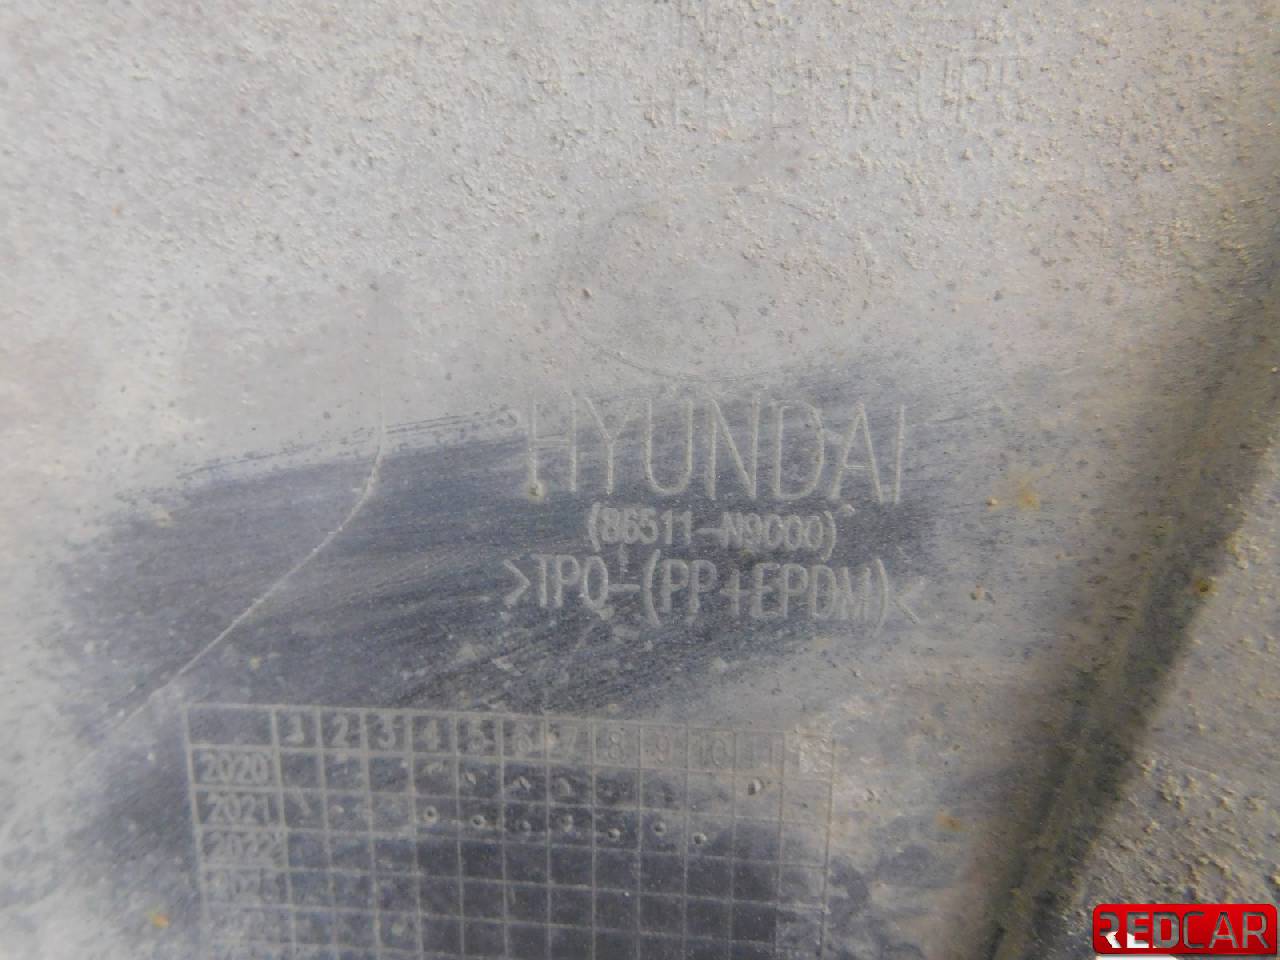 HYUNDAI
(86511-N9000)
>TPO-(PP+EPDM)<
1 2 3 4 5 6 7 8 9 10 11 12
2020
2021
2022
REDCAR